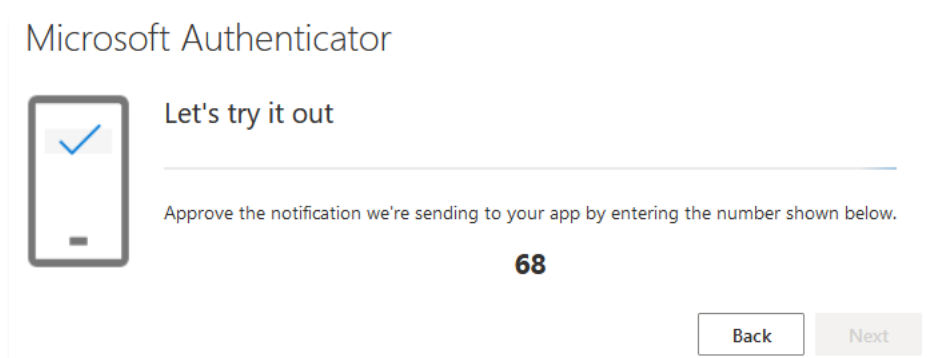 Microsoft Authenticator
Let's try it out
Approve the notification we're sending to your app by entering the number shown below.
68
Back
Next